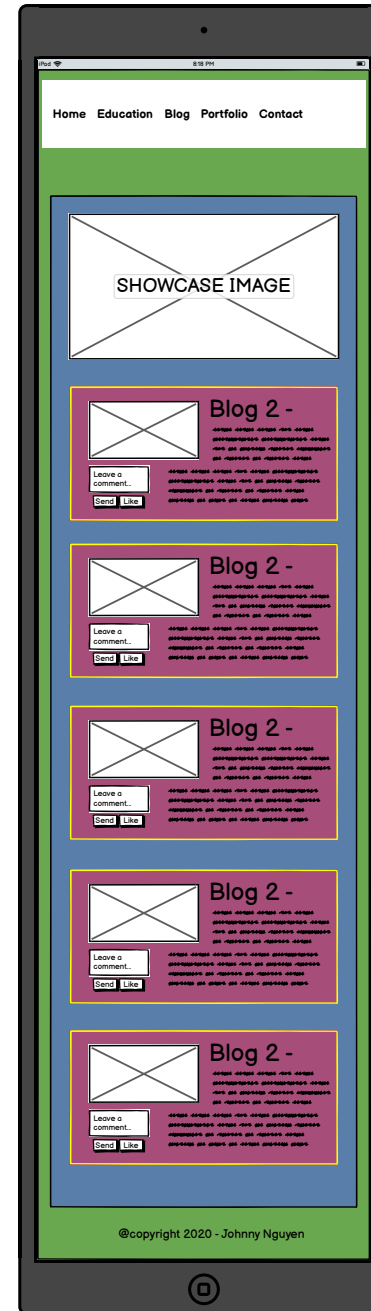 iPod 8:18 PM
Home Education Blog Portfolio Contact
SHOWCASE IMAGE
Blog 2 -
Leave a
comment..
Send Like
Blog 2 -
Leave a
comment..
Send Like
Blog 2 -
Leave a
comment..
Send Like
Blog 2 -
Leave a
comment..
Send Like
Blog 2 -
Leave a
comment..
Send Like
@copyright 2020 - Johnny Nguyen